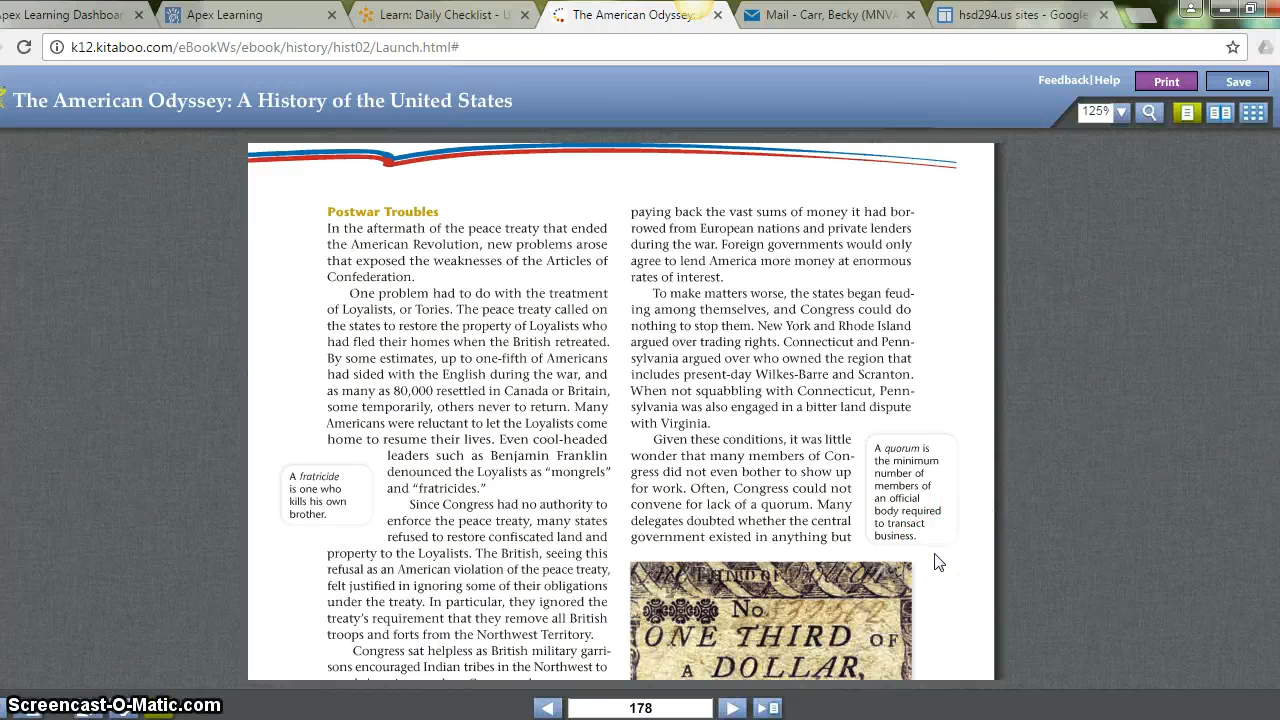 pex Learning Dashboar
Apex Learning
Learn: Daily Checklist - U
The American Odyssey:
Mail - Carr, Becky (MNVA
hsd294.us sites - Google
k12.kitaboo.com/eBookWs/ebook/history/hist02/Launch.html#
Feedback|Help
Print
Save
The American Odyssey: A History of the United States
125%
Postwar Troubles
In the aftermath of the peace treaty that ended
the American Revolution, new problems arose
that exposed the weaknesses of the Articles of
Confederation.
One problem had to do with the treatment
of Loyalists, or Tories. The peace treaty called on
the states to restore the property of Loyalists who
had fled their homes when the British retreated.
By some estimates, up to one-fifth of Americans
had sided with the English during the war, and
as many as 80,000 resettled in Canada or Britain,
some temporarily, others never to return. Many
Americans were reluctant to let the Loyalists come
home to resume their lives. Even cool-headed
leaders such as Benjamin Franklin
denounced the Loyalists as “mongrels”
and “fratricides.”
A fratricide
is one who
kills his own
brother.
Since Congress had no authority to
enforce the peace treaty, many states
refused to restore confiscated land and
property to the Loyalists. The British, seeing this
refusal as an American violation of the peace treaty,
felt justified in ignoring some of their obligations
under the treaty. In particular, they ignored the
treaty’s requirement that they remove all British
troops and forts from the Northwest Territory.
Congress sat helpless as British military garri-
sons encouraged Indian tribes in the Northwest to
paying back the vast sums of money it had bor-
rowed from European nations and private lenders
during the war. Foreign governments would only
agree to lend America more money at enormous
rates of interest.
To make matters worse, the states began feud-
ing among themselves, and Congress could do
nothing to stop them. New York and Rhode Island
argued over trading rights. Connecticut and Penn-
sylvania argued over who owned the region that
includes present-day Wilkes-Barre and Scranton.
When not squabbling with Connecticut, Penn-
sylvania was also engaged in a bitter land dispute
with Virginia.
Given these conditions, it was little
wonder that many members of Con-
gress did not even bother to show up
for work. Often, Congress could not
convene for lack of a quorum. Many
delegates doubted whether the central
government existed in anything but
A quorum is
the minimum
number of
members of
an official
body required
to transact
business.
THIRD OF
No
ONE THIRD OF
A DOLLAR,
178
Screencast-O-Matic.com